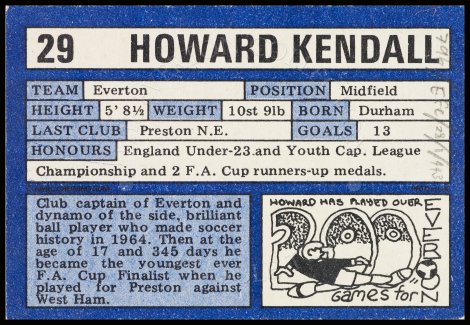 29 HOWARD KENDALL
TEAM Everton POSITION Midfield
HEIGHT 5' 8½ WEIGHT 10st 9lb BORN Durham
LAST CLUB Preston N.E. GOALS 13
HONOURS England Under-23 and Youth Cap. League
Championship and 2 F.A. Cup runners-up medals.
Club captain of Everton and
dynamo of the side, brilliant
ball player who made soccer
history in 1964. Then at the
age of 17 and 345 days he
became the youngest ever
F.A. Cup Finalist when he
played for Preston against
West Ham.
HOWARD HAS PLAYED OVER
200
GAMES FOR
EVERTON